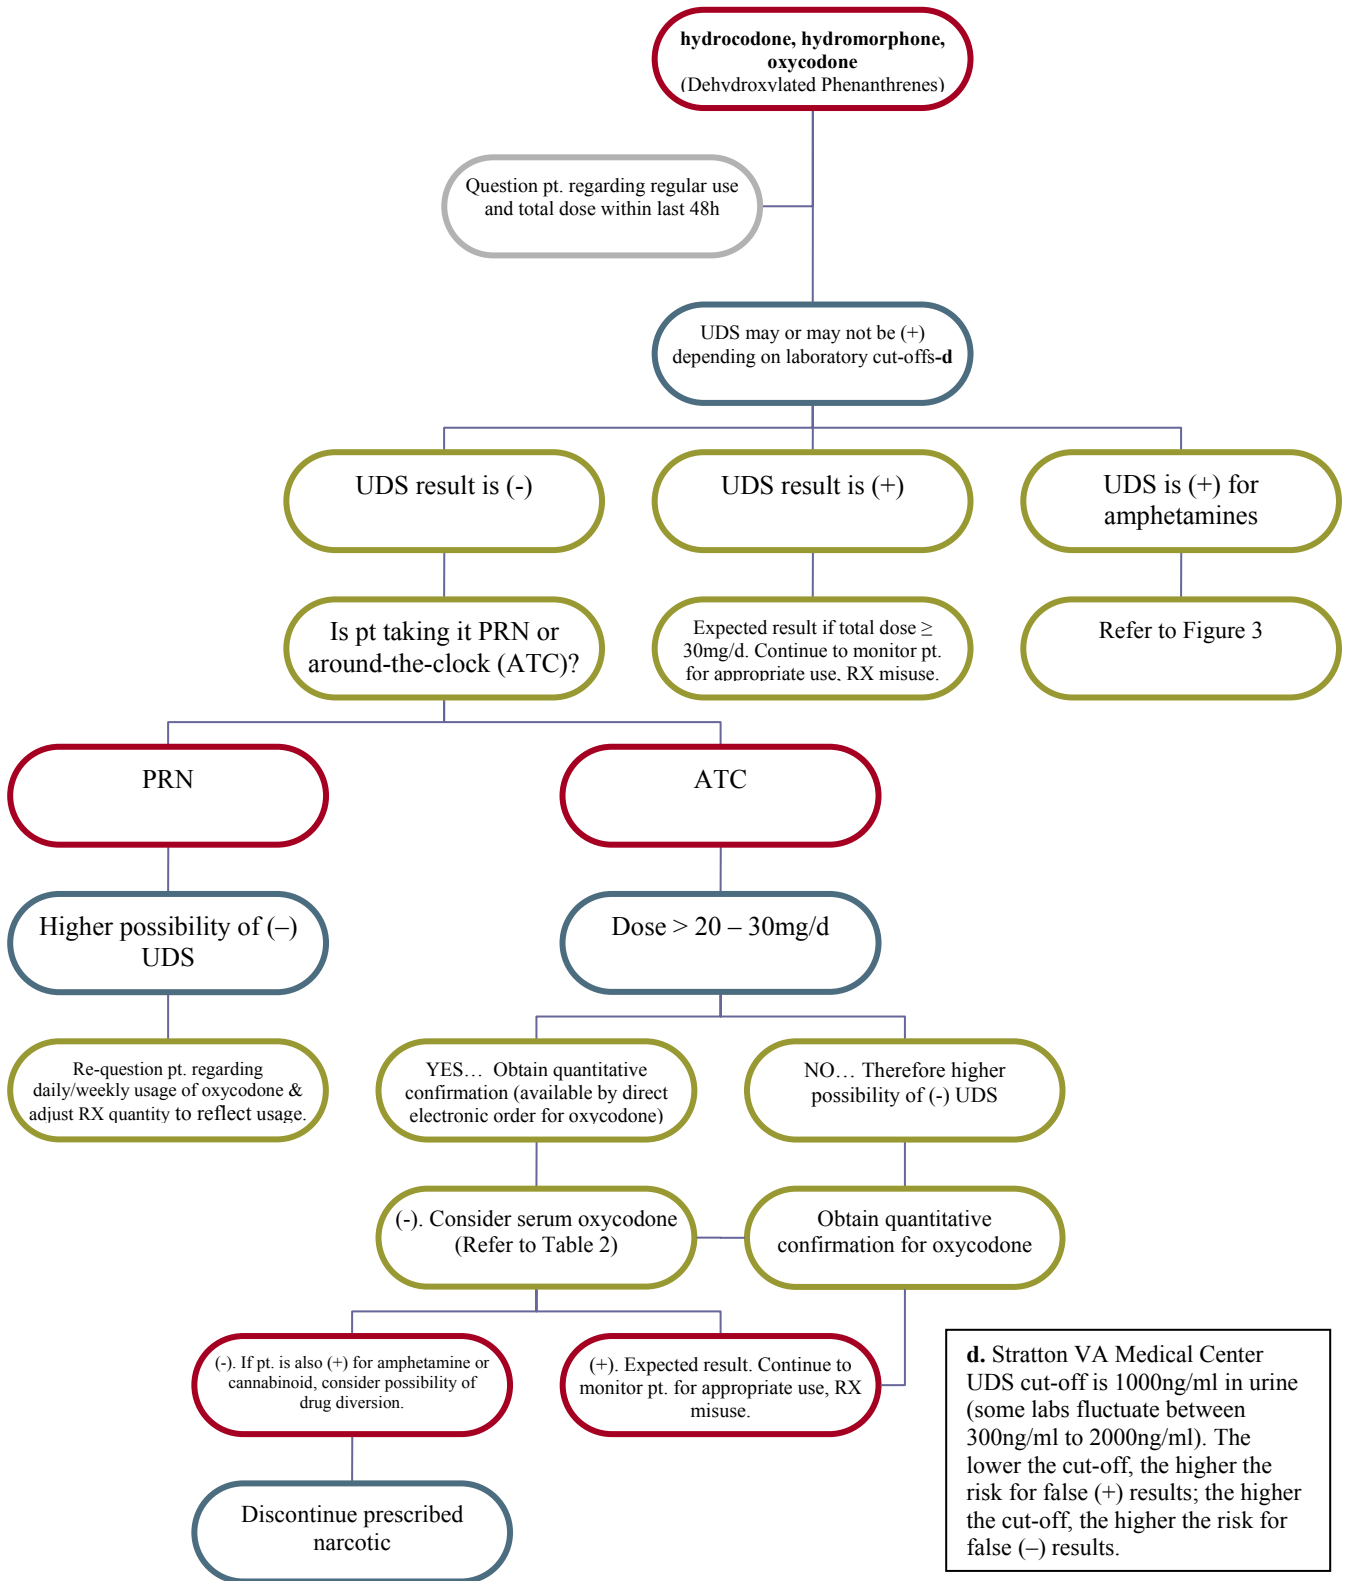 hydrocodone, hydromorphone,
oxycodone
(Dehydroxylated Phenanthrenes)
Question pt. regarding regular use
and total dose within last 48h
UDS may or may not be (+)
depending on laboratory cut-offs-d
UDS result is (-)
UDS result is (+)
UDS is (+) for
amphetamines
Is pt taking it PRN or
around-the-clock (ATC)?
Expected result if total dose ≥
30mg/d. Continue to monitor pt.
for appropriate use, RX misuse.
Refer to Figure 3
PRN
ATC
Higher possibility of (–)
UDS
Dose > 20 – 30mg/d
Re-question pt. regarding
daily/weekly usage of oxycodone &
adjust RX quantity to reflect usage.
YES… Obtain quantitative
confirmation (available by direct
electronic order for oxycodone)
NO… Therefore higher
possibility of (-) UDS
(-). Consider serum oxycodone
(Refer to Table 2)
Obtain quantitative
confirmation for oxycodone
(-). If pt. is also (+) for amphetamine or
cannabinoid, consider possibility of
drug diversion.
(+). Expected result. Continue to
monitor pt. for appropriate use, RX
misuse.
Discontinue prescribed
narcotic
d. Stratton VA Medical Center
UDS cut-off is 1000ng/ml in urine
(some labs fluctuate between
300ng/ml to 2000ng/ml). The
lower the cut-off, the higher the
risk for false (+) results; the higher
the cut-off, the higher the risk for
false (–) results.